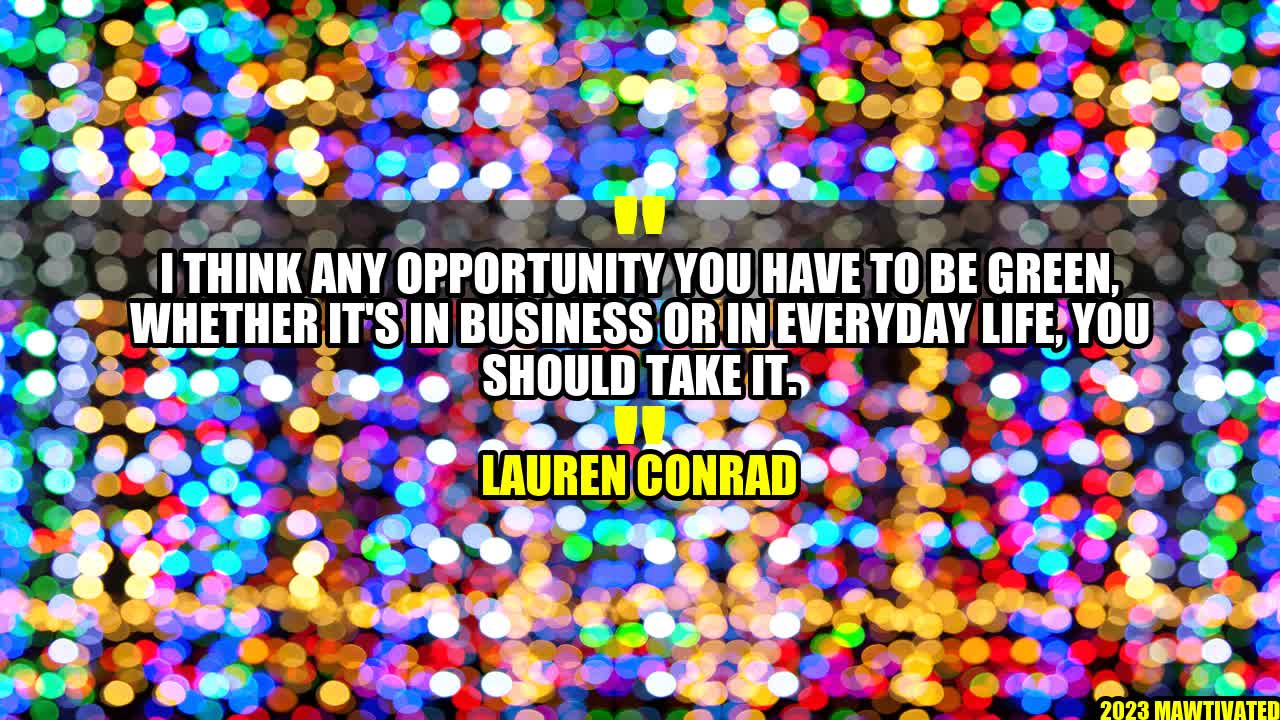 "
I THINK ANY OPPORTUNITY YOU HAVE TO BE GREEN,
WHETHER IT'S IN BUSINESS OR IN EVERYDAY LIFE, YOU
SHOULD TAKE IT.
"
LAUREN CONRAD
2023 MAWTIVATED